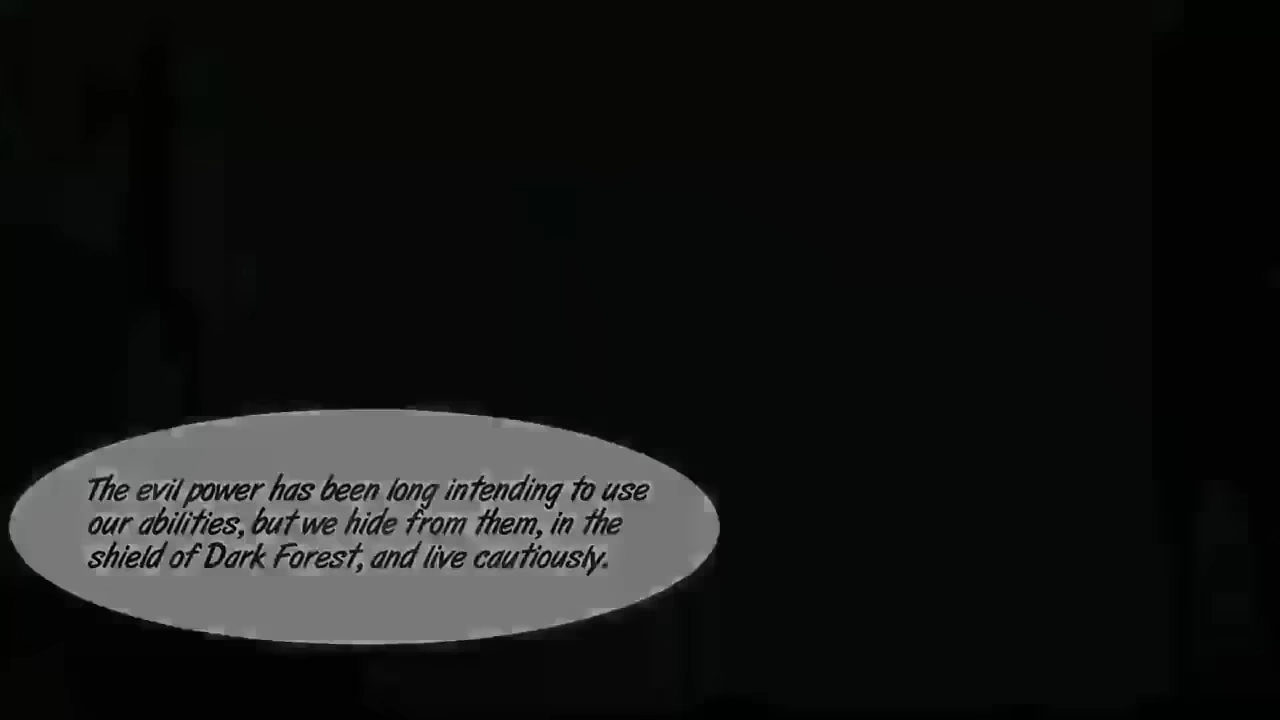 The evil power has been long intending to use
our abilities, but we hide from them, in the
shield of Dark Forest, and live cautiously.